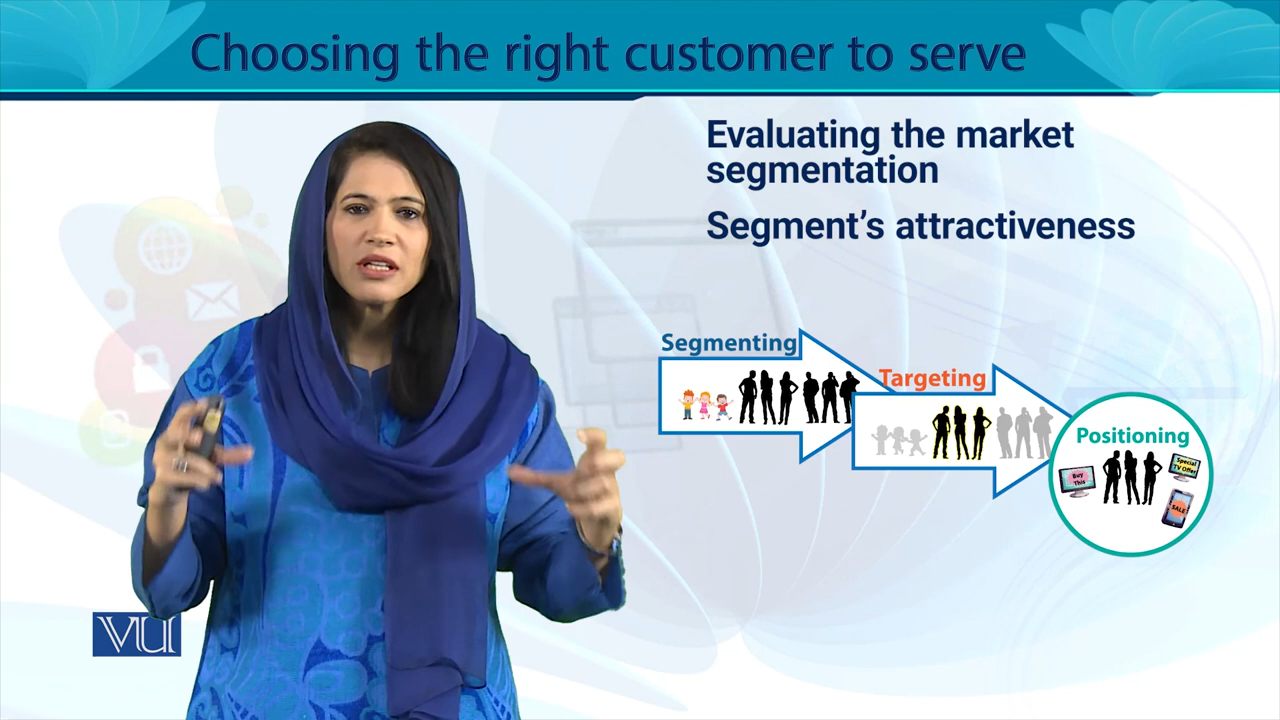 Choosing the right customer to serve
Evaluating the market
segmentation
Segment’s attractiveness
Segmenting
Targeting
Positioning
Buy
This
Special
TV Offer
SALE
VU